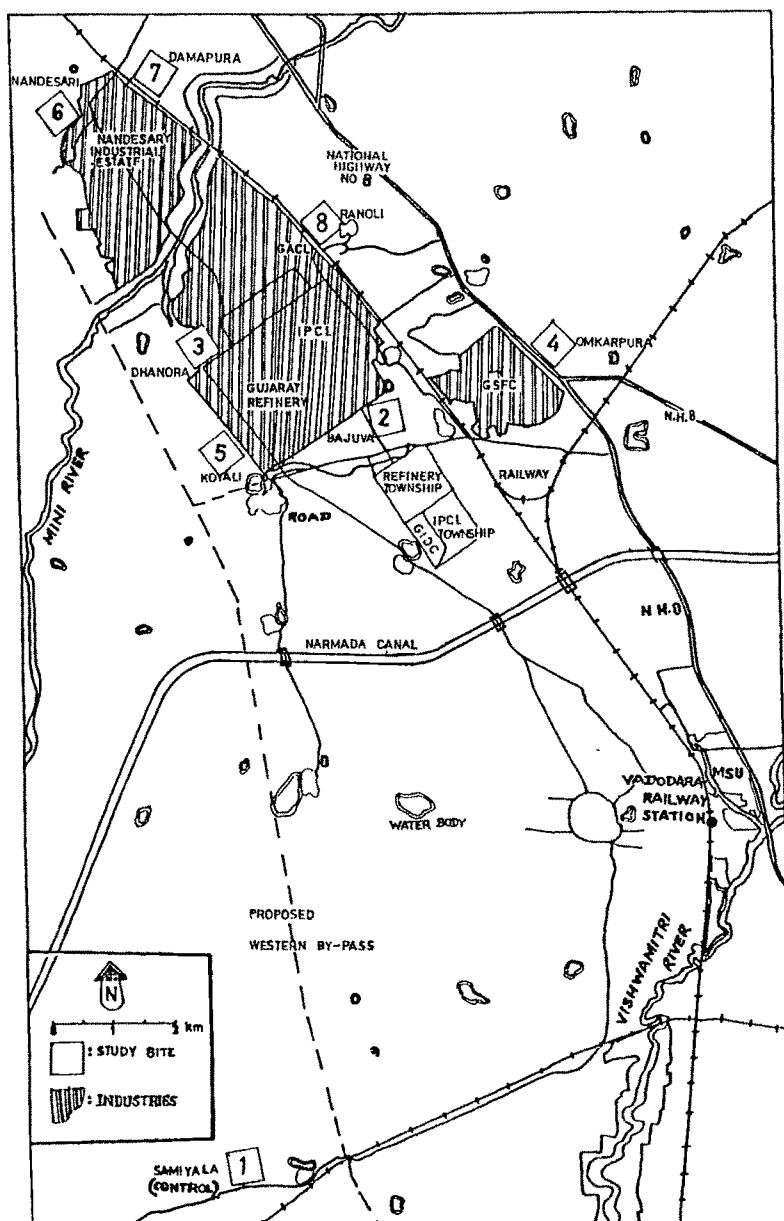 DAMAPURA
7
NANDESARI
6
NANDESARY
INDUSTRIAL
ESTATE
NATIONAL
HIGHWAY
NO 8
8
RANOLI
GACL
IPCL
3
DHANORA
GUJARAT
REFINERY
4
OMKARPURA
GSFC
N.H.8
2
BAJUVA
5
KOYALI
REFINERY
TOWNSHIP
RAILWAY
ROAD
GIDC
IPCL
TOWNSHIP
MINI RIVER
N.H.8
NARMADA CANAL
MSU
VADODARA
RAILWAY
STATION
WATER BODY
PROPOSED
WESTERN BY-PASS
VISHWAMITRI
RIVER
N
km
: STUDY SITE
: INDUSTRIES
1
SAMIYALA
(CONTROL)